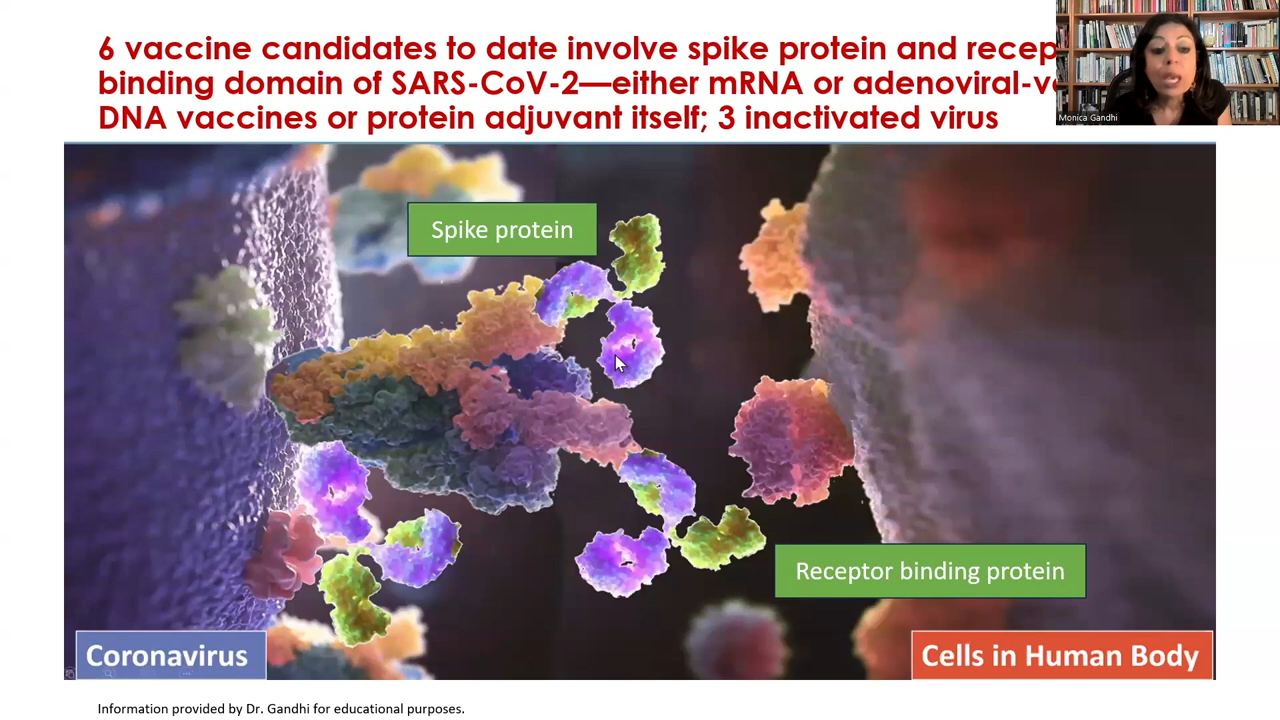 6 vaccine candidates to date involve spike protein and
binding domain of SARS-CoV-2—either mRNA or
DNA vaccines or protein adjuvant itself; 3 inactivated virus
Monica Gandhi
Spike protein
Receptor binding protein
Coronavirus
Cells in Human Body
Information provided by Dr. Gandhi for educational purposes.